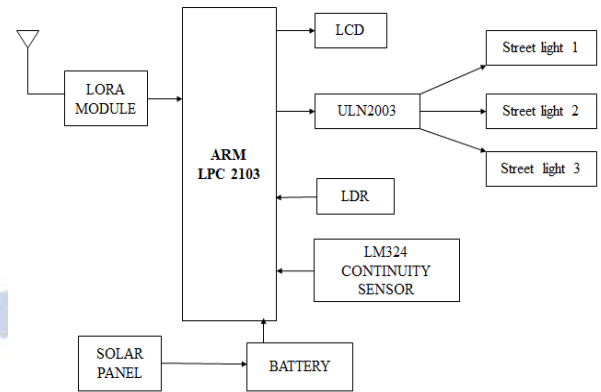 LCD
Street light 1
LORA
MODULE
ULN2003
Street light 2
ARM
LPC 2103
Street light 3
LDR
LM324
CONTINUITY
SENSOR
SOLAR
PANEL
BATTERY